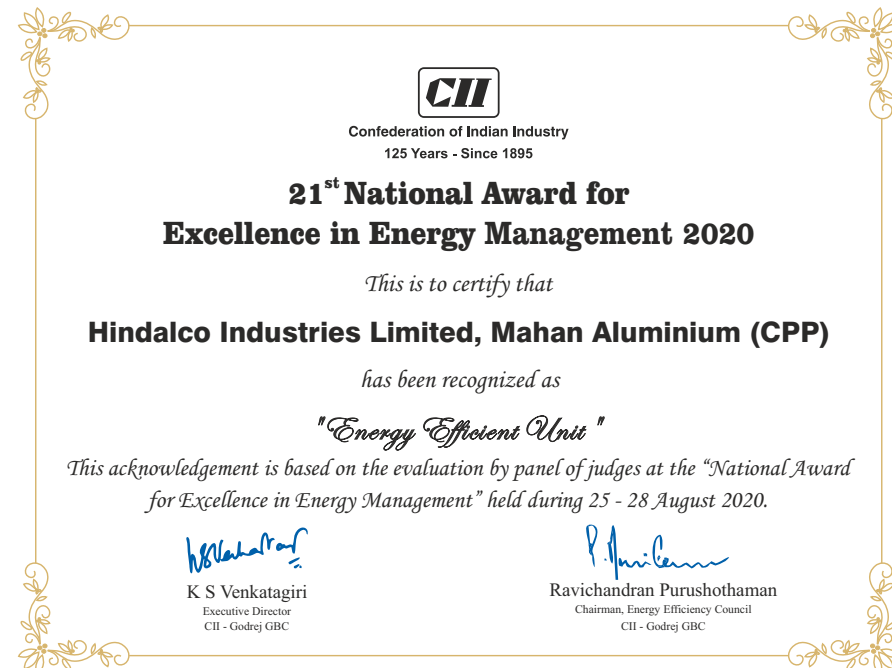 CII
Confederation of Indian Industry
125 Years - Since 1895
21st National Award for
Excellence in Energy Management 2020
This is to certify that
Hindalco Industries Limited, Mahan Aluminium (CPP)
has been recognized as
"Energy Efficient Unit "
This acknowledgement is based on the evaluation by panel of judges at the “National Award
for Excellence in Energy Management” held during 25 - 28 August 2020.
K S Venkatagiri
Executive Director
CII - Godrej GBC
Ravichandran Purushothaman
Chairman, Energy Efficiency Council
CII - Godrej GBC